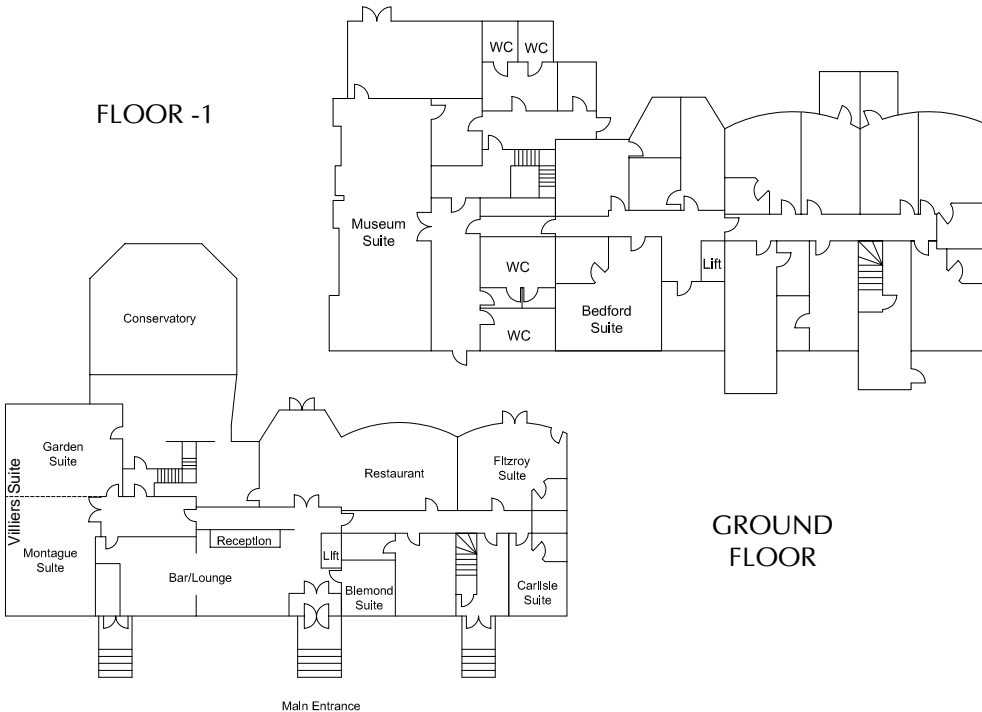 FLOOR -1
WC WC
Museum
Suite
WC
Lift
Bedford
Suite
WC
Conservatory
Garden
Suite
Villiers Suite
Restaurant
FItzroy
Suite
Reception
Montague
Suite
Bar/Lounge
Lift
Blemond
Suite
Carlisle
Suite
Main Entrance
GROUND
FLOOR